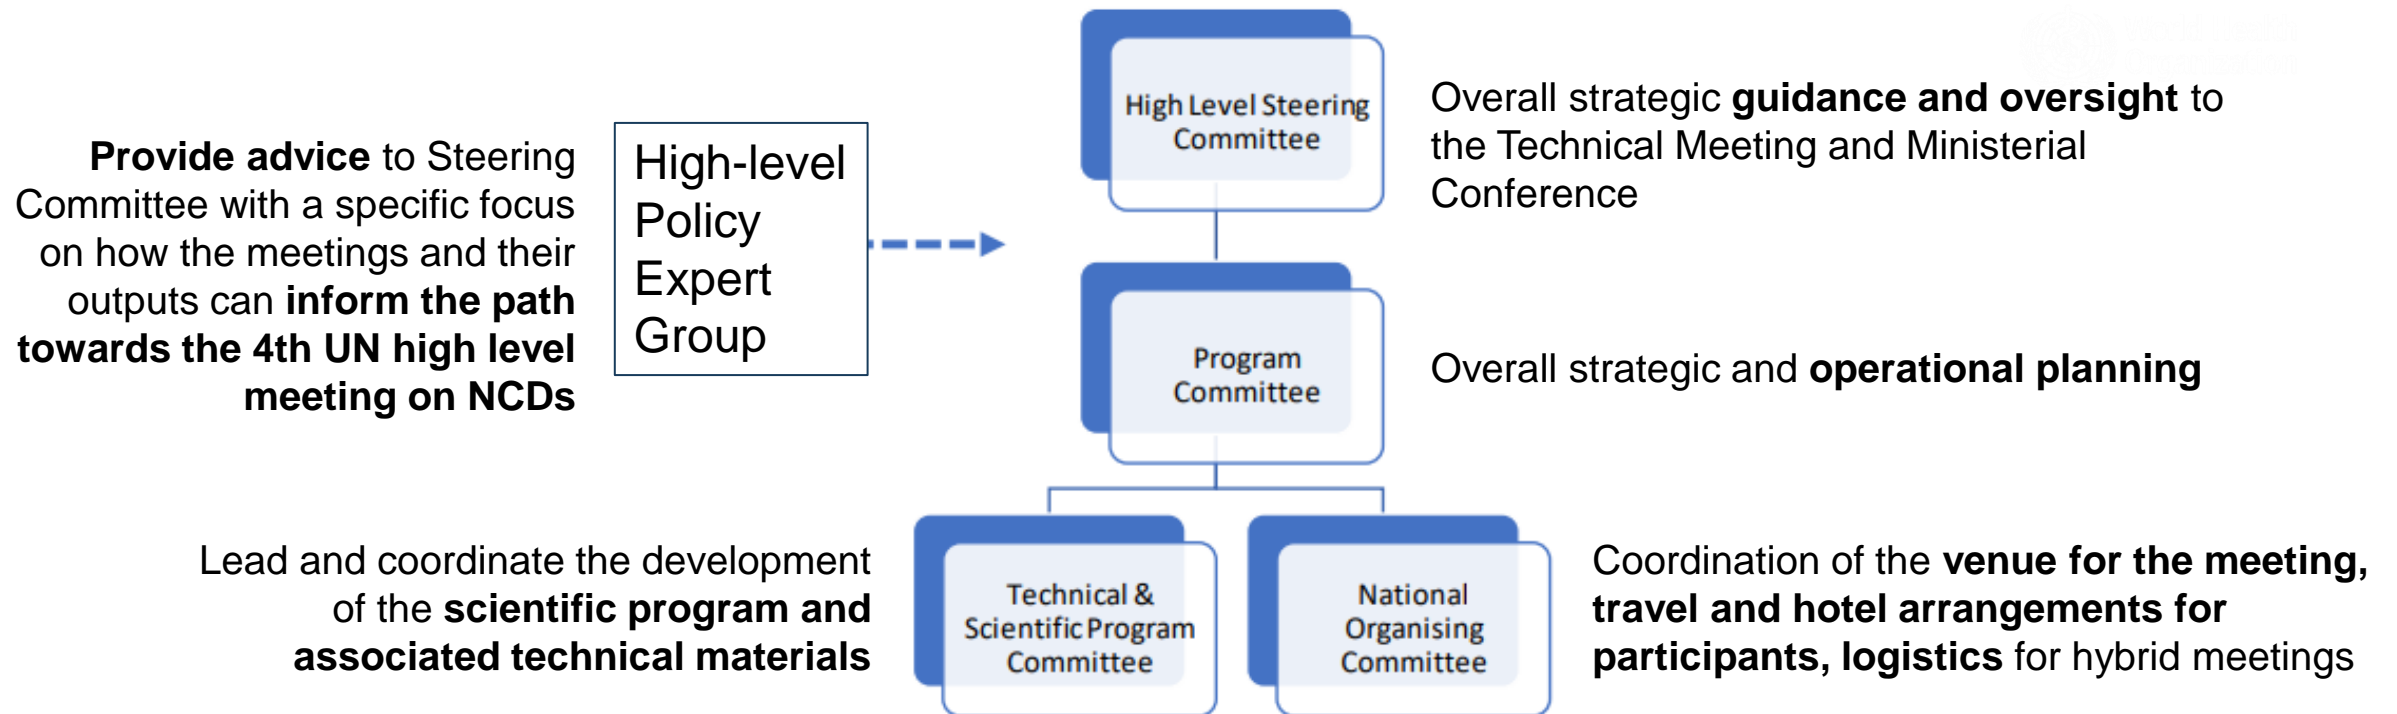 High Level Steering
Committee
Overall strategic guidance and oversight to
the Technical Meeting and Ministerial
Conference
Provide advice to Steering
Committee with a specific focus
on how the meetings and their
outputs can inform the path
towards the 4th UN high level
meeting on NCDs
High-level
Policy
Expert
Group
Program
Committee
Overall strategic and operational planning
Lead and coordinate the development
of the scientific program and
associated technical materials
Technical &
Scientific Program
Committee
National
Organising
Committee
Coordination of the venue for the meeting,
travel and hotel arrangements for
participants, logistics for hybrid meetings